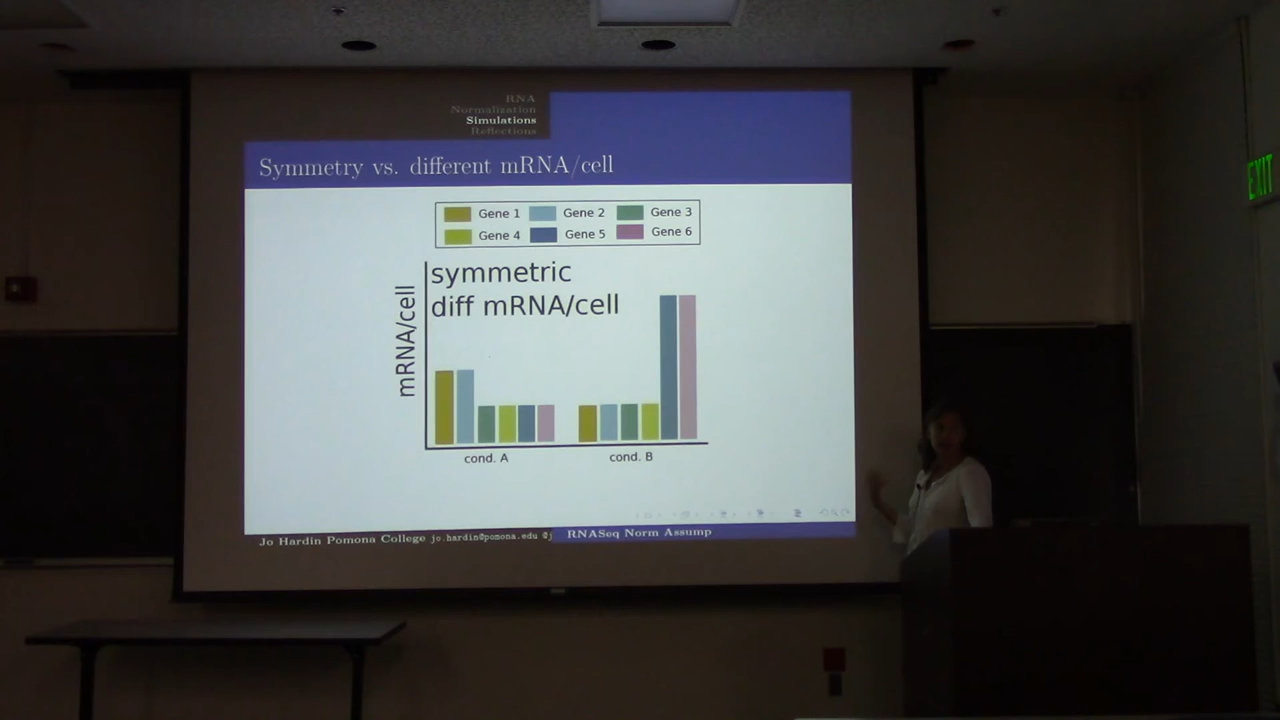 RNA
Normalization
Simulations
Reflections
Symmetry vs. different mRNA/cell
Gene 1 Gene 2 Gene 3
Gene 4 Gene 5 Gene 6
symmetric
diff mRNA/cell
mRNA/cell
cond. A cond. B
Jo Hardin Pomona College jo.hardin@pomona.edu @j RNASeq Norm Assump
EXIT